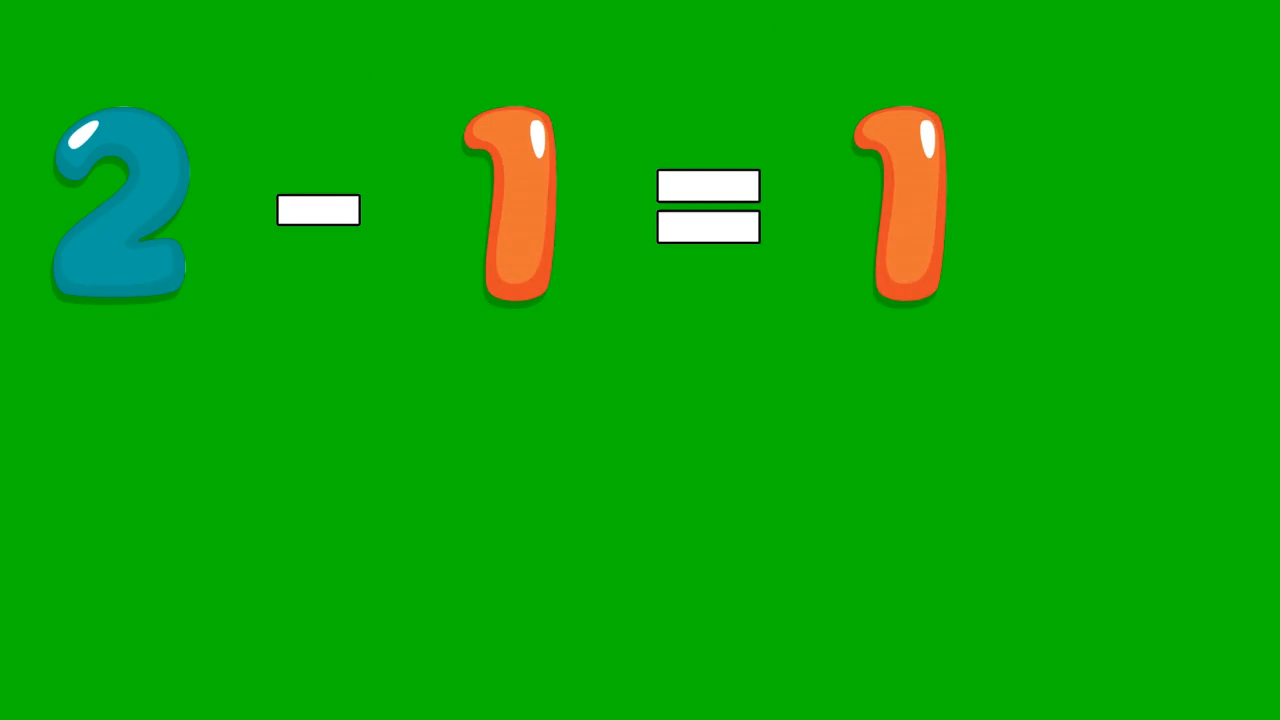 2 - 1 = 1